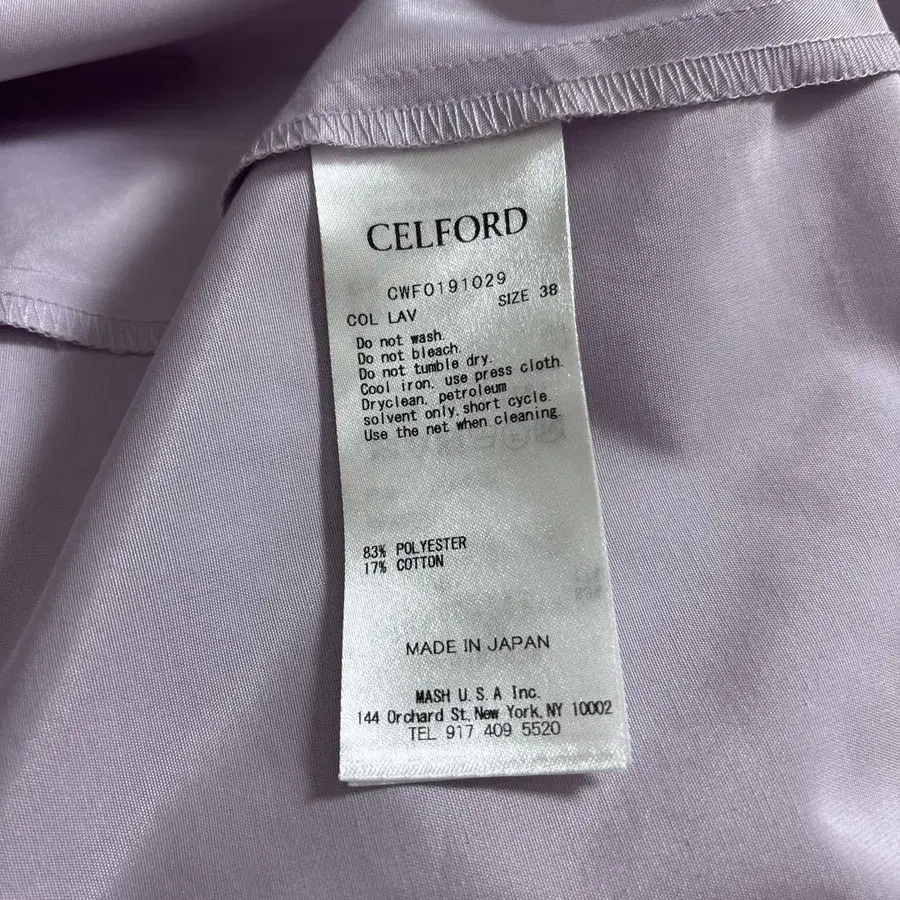 CELFORD
CWFO191029
COL LAV SIZE 38
Do not wash.
Do not bleach.
Do not tumble dry.
Cool iron, use press cloth.
Dryclean, petroleum
solvent only, short cycle.
Use the net when cleaning.
83% POLYESTER
17% COTTON
MADE IN JAPAN
MASH U.S.A Inc.
144 Orchard St, New York, NY 10002
TEL 917 409 5520